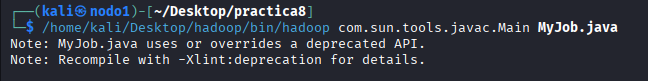 ┌──(kali㉿nodo1)-[~/Desktop/practica8]
└─$ /home/kali/Desktop/hadoop/bin/hadoop com.sun.tools.javac.Main MyJob.java
Note: MyJob.java uses or overrides a deprecated API.
Note: Recompile with -Xlint:deprecation for details.